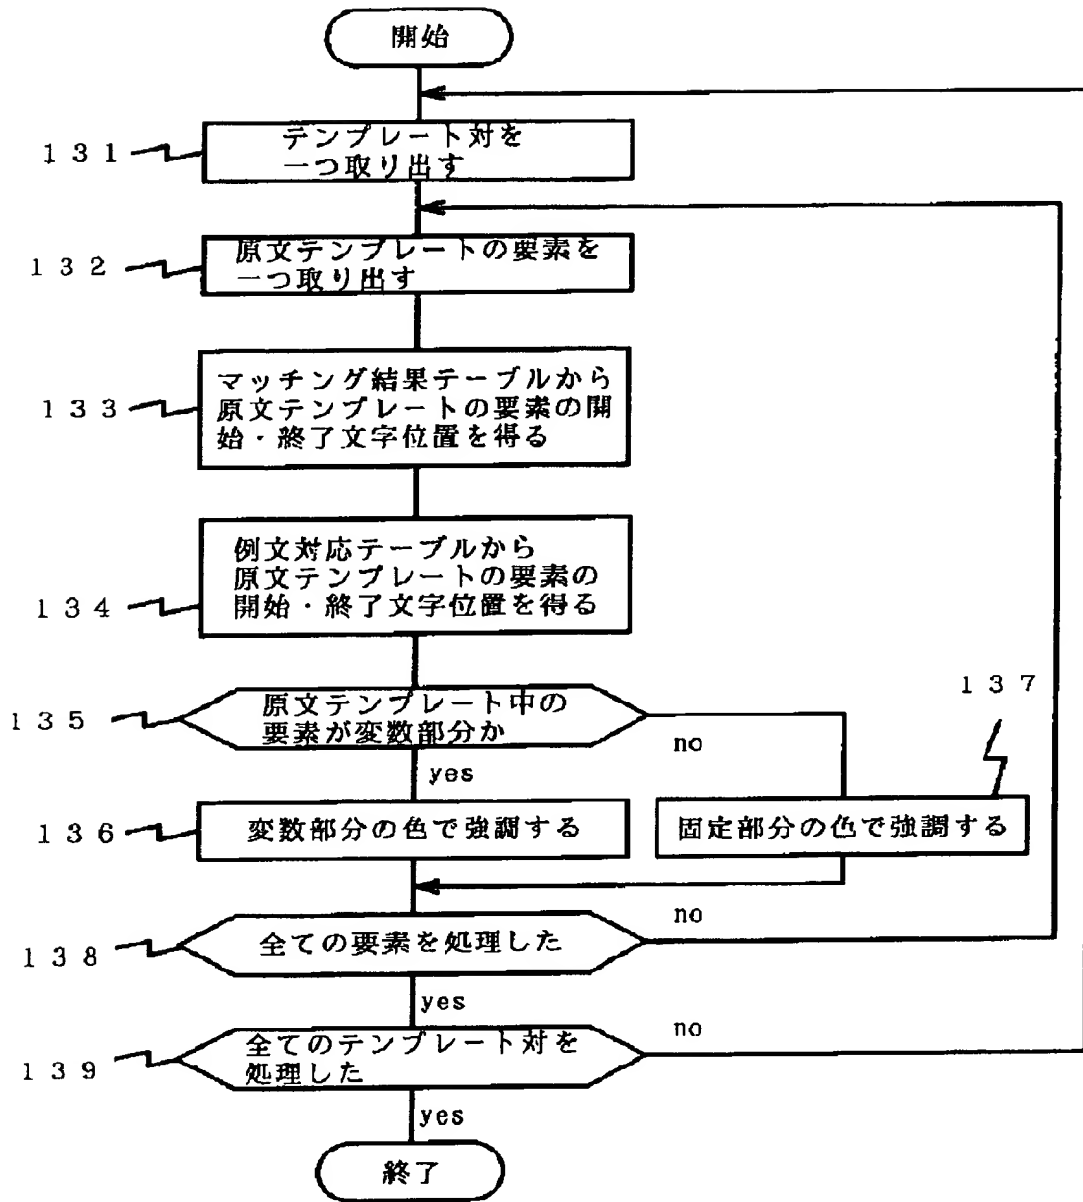 開始
131
テンプレート対を
一つ取り出す
132
原文テンプレートの要素を
一つ取り出す
133
マッチング結果テーブルから
原文テンプレートの要素の開
始・終了文字位置を得る
134
例文対応テーブルから
原文テンプレートの要素の
開始・終了文字位置を得る
137
135
原文テンプレート中の
要素が変数部分か
no
yes
136
変数部分の色で強調する
固定部分の色で強調する
138
全ての要素を処理した
no
yes
139
全てのテンプレート対を
処理した
no
yes
終了